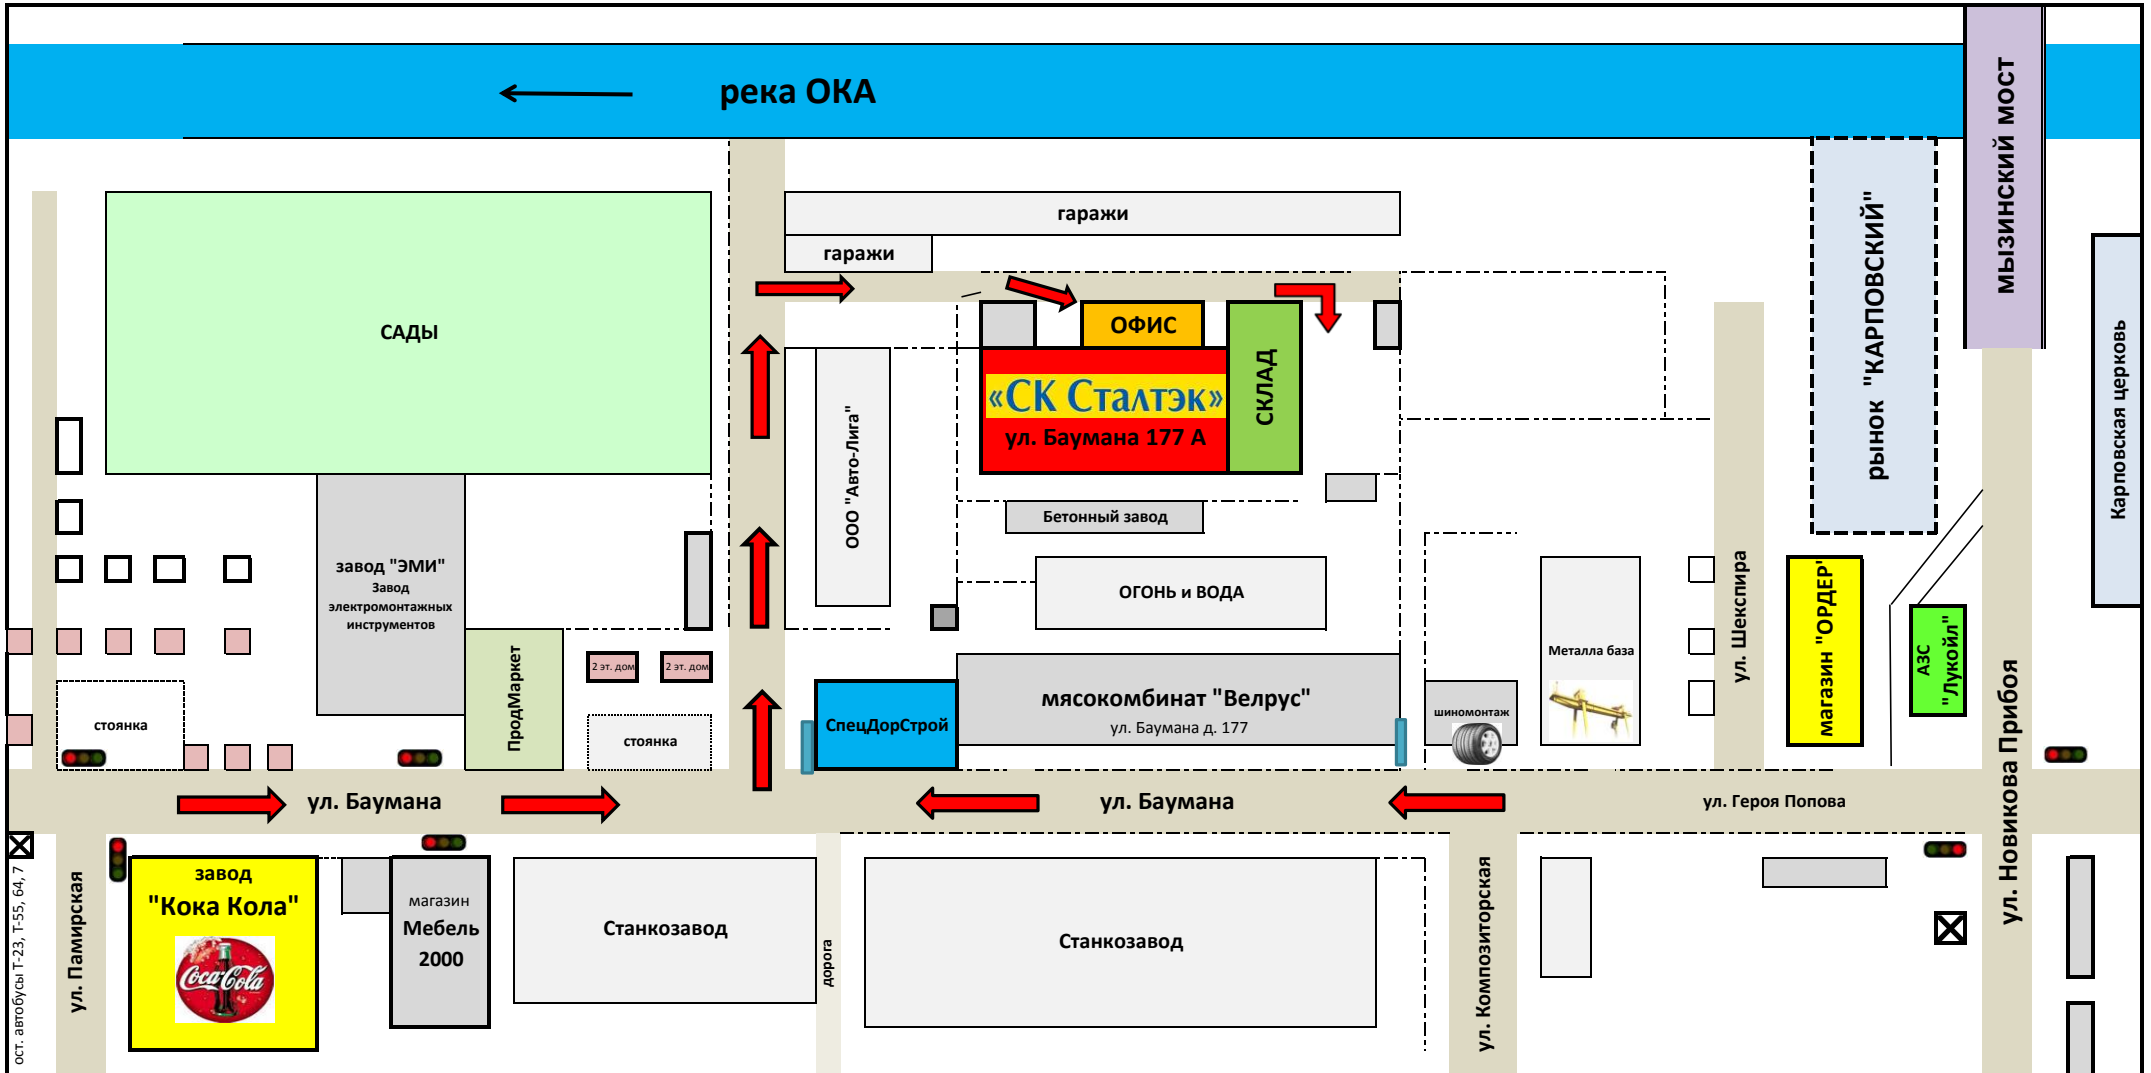 река ОКА
мызинский мост
гаражи
гаражи
рынок "КАРПОВСКИЙ"
Карповская церковь
САДЫ
ОФИС
СКЛАД
«СК Сталтэк»
ул. Баумана 177 А
ООО "Авто-Лига"
Бетонный завод
завод "ЭМИ"
Завод
электромонтажных
инструментов
ОГОНЬ и ВОДА
ул. Шекспира
магазин "ОРДЕР"
АЗС
"Лукойл"
Металла база
ПродМаркет
2 эт. дом
2 эт. дом
мясокомбинат "Велрус"
ул. Баумана д. 177
СпецДорСтрой
шиномонтаж
стоянка
стоянка
ул. Новикова Прибоя
ул. Баумана
ул. Баумана
ул. Героя Попова
ост. автобусы Т-23, Т-55, 64, 7
ул. Памирская
завод
"Кока Кола"
Coca-Cola
магазин
Мебель
2000
Станкозавод
дорога
Станкозавод
ул. Композиторская